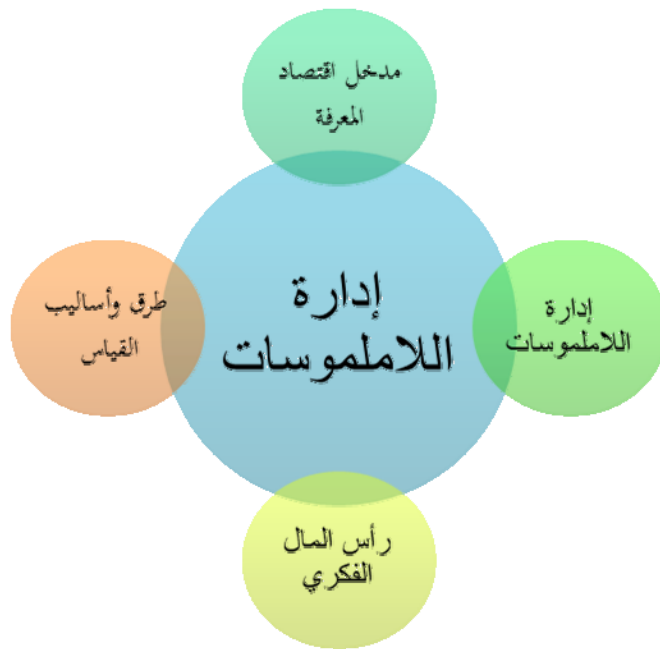 مدخل اقتصاد
المعرفة
إدارة
اللاملموسات
إدارة
اللاملموسات
طرق وأساليب
القياس
رأس المال
الفكري